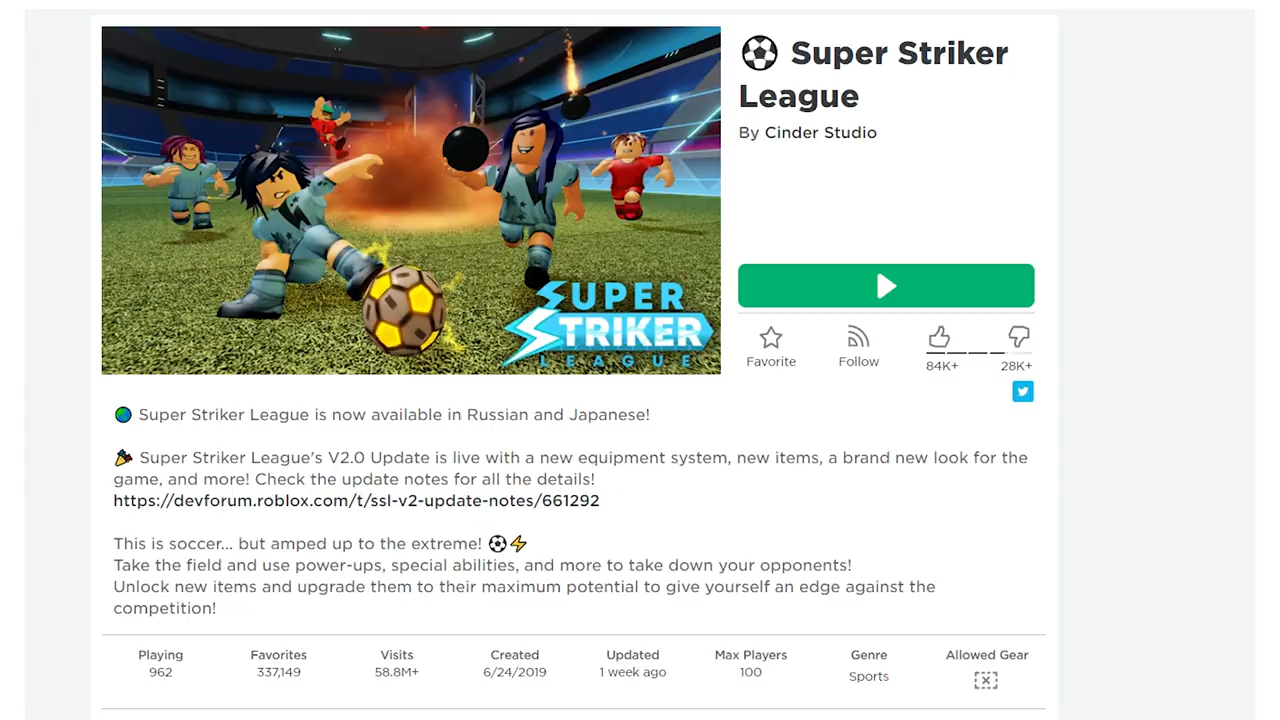 ⚽ Super Striker
League
By Cinder Studio
SUPER
STRIKER
LEAGUE
Favorite
Follow
84K+
28K+
Super Striker League is now available in Russian and Japanese!
Super Striker League's V2.0 Update is live with a new equipment system, new items, a brand new look for the
game, and more! Check the update notes for all the details!
https://devforum.roblox.com/t/ssl-v2-update-notes/661292
This is soccer... but amped up to the extreme! ⚽⚡
Take the field and use power-ups, special abilities, and more to take down your opponents!
Unlock new items and upgrade them to their maximum potential to give yourself an edge against the
competition!
Playing
962
Favorites
337,149
Visits
58.8M+
Created
6/24/2019
Updated
1 week ago
Max Players
100
Genre
Sports
Allowed Gear